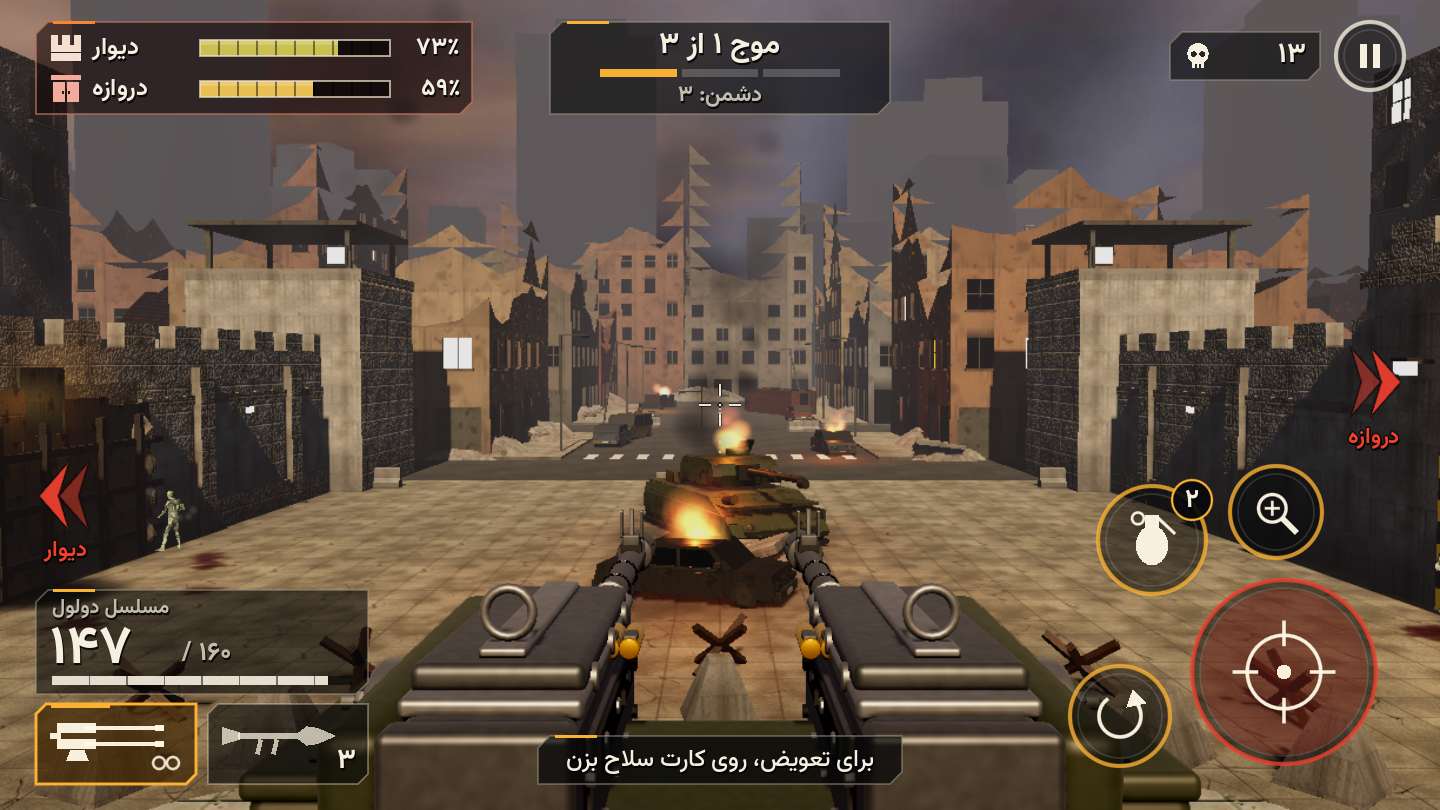 دیوار ۷۳٪
دروازه ۵۹٪
موج ۱ از ۳
دشمن: ۳
۱۳
دروازه
دیوار
۲
مسلسل دولول
۱۴۷ / ۱۶۰
∞
۳
برای تعویض، روی کارت سلاح بزن